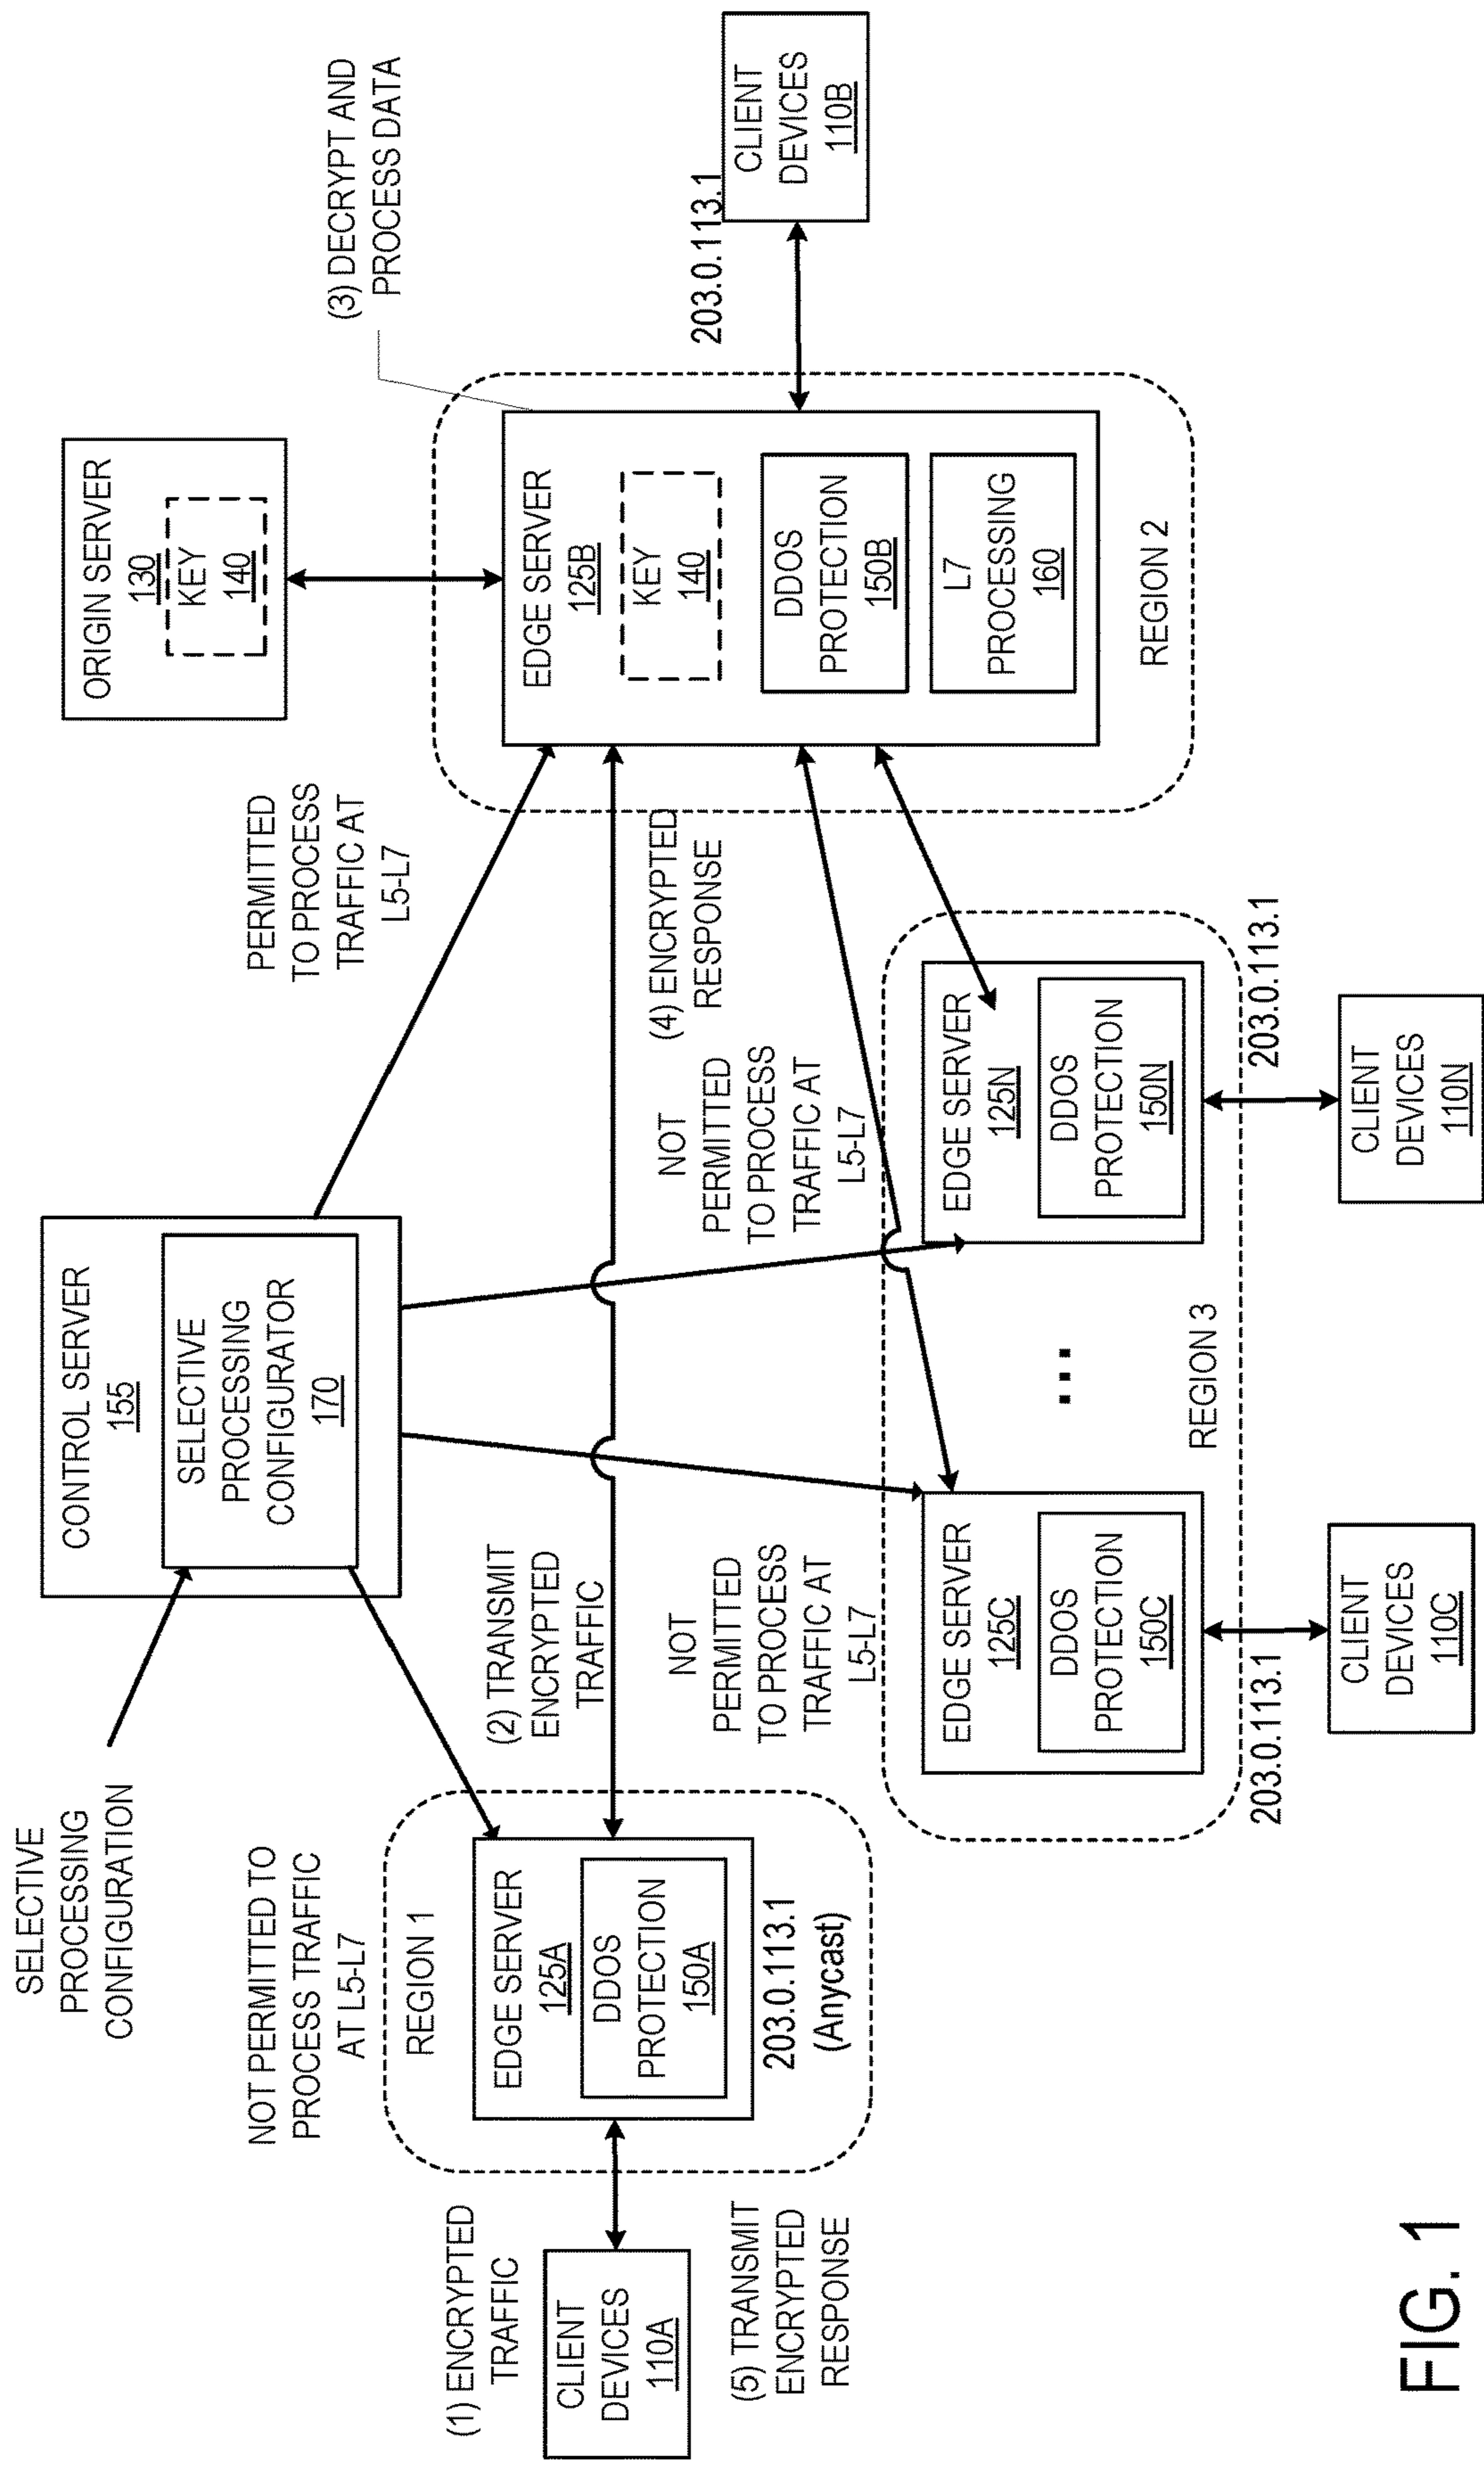 SELECTIVE
PROCESSING
CONFIGURATION
CONTROL SERVER
155
SELECTIVE
PROCESSING
CONFIGURATOR
170
ORIGIN SERVER
130
KEY
140
NOT PERMITTED TO
PROCESS TRAFFIC
AT L5-L7
PERMITTED
TO PROCESS
TRAFFIC AT
L5-L7
(3) DECRYPT AND
PROCESS DATA
(1) ENCRYPTED
TRAFFIC
CLIENT
DEVICES
110A
(5) TRANSMIT
ENCRYPTED
RESPONSE
REGION 1
EDGE SERVER
125A
DDOS
PROTECTION
150A
203.0.113.1
(Anycast)
(2) TRANSMIT
ENCRYPTED
TRAFFIC
(4) ENCRYPTED
RESPONSE
EDGE SERVER
125B
KEY
140
DDOS
PROTECTION
150B
L7
PROCESSING
160
REGION 2
203.0.113.1
CLIENT
DEVICES
110B
NOT
PERMITTED
TO PROCESS
TRAFFIC AT
L5-L7
NOT
PERMITTED
TO PROCESS
TRAFFIC AT
L5-L7
EDGE SERVER
125C
DDOS
PROTECTION
150C
...
EDGE SERVER
125N
DDOS
PROTECTION
150N
REGION 3
203.0.113.1
203.0.113.1
CLIENT
DEVICES
110C
CLIENT
DEVICES
110N
FIG. 1